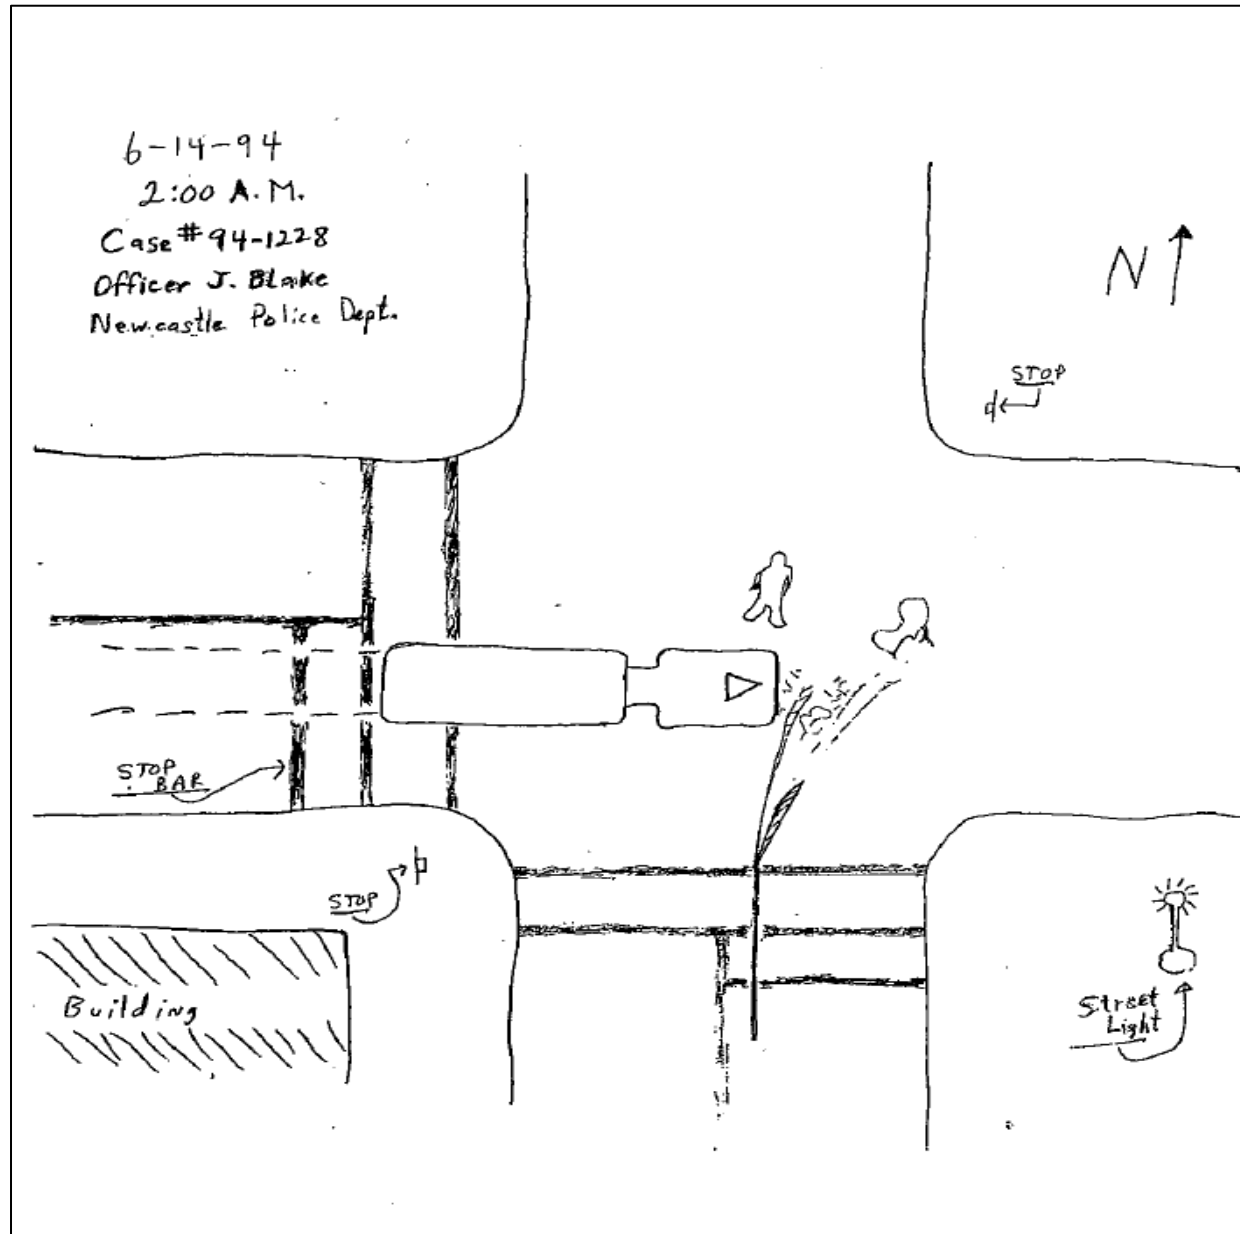 6-14-94
2:00 A.M.
Case # 94-1228
Officer J. Blake
Newcastle Police Dept.
N
STOP
STOP
BAR
STOP
Building
Street
Light